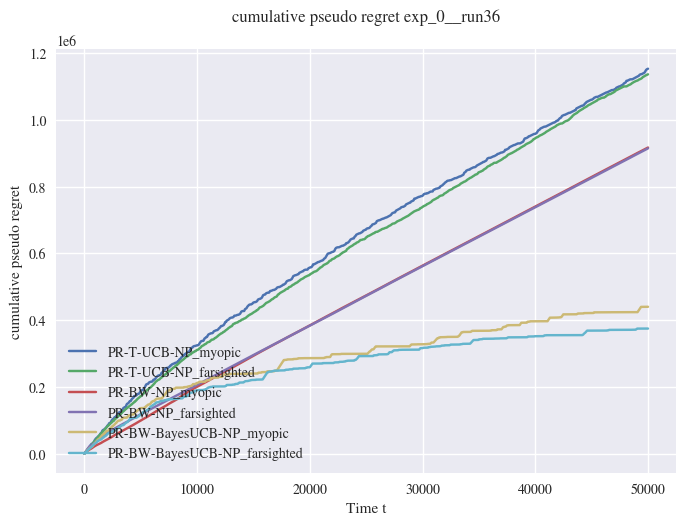 cumulative pseudo regret exp_0__run36
1e6
1.2
1.0
0.8
0.6
0.4
0.2
0.0
cumulative pseudo regret
PR-T-UCB-NP_myopic
PR-T-UCB-NP_farsighted
PR-BW-NP_myopic
PR-BW-NP_farsighted
PR-BW-BayesUCB-NP_myopic
PR-BW-BayesUCB-NP_farsighted
0 10000 20000 30000 40000 50000
Time t